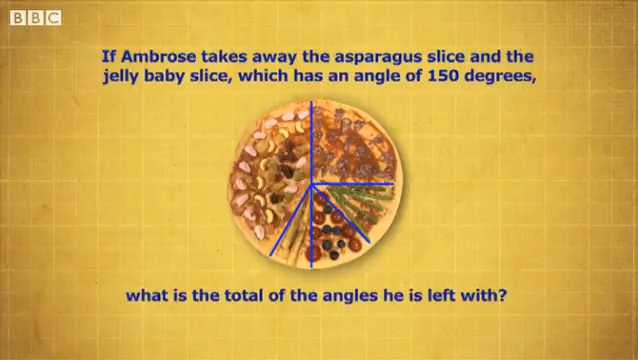 BBC
If Ambrose takes away the asparagus slice and the
jelly baby slice, which has an angle of 150 degrees,
what is the total of the angles he is left with?